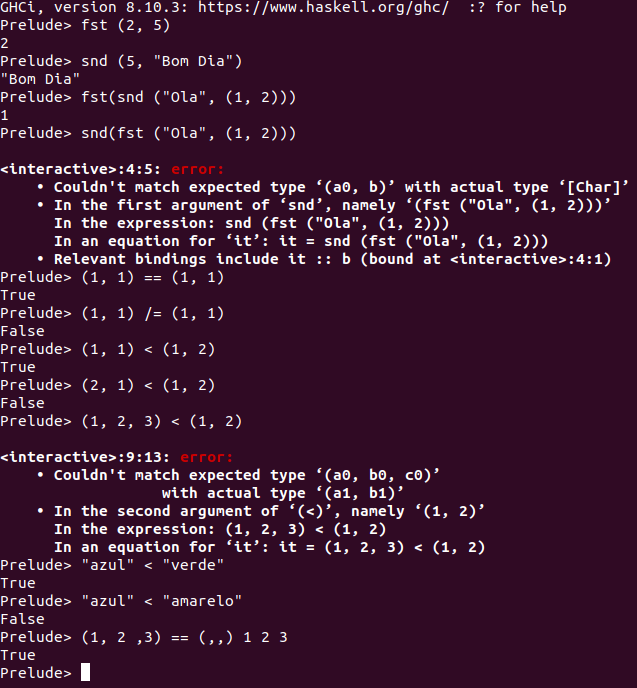 GHCi, version 8.10.3: https://www.haskell.org/ghc/  :? for help
Prelude> fst (2, 5)
2
Prelude> snd (5, "Bom Dia")
"Bom Dia"
Prelude> fst(snd ("Ola", (1, 2)))
1
Prelude> snd(fst ("Ola", (1, 2)))

<interactive>:4:5: error:
    • Couldn't match expected type ‘(a0, b)’ with actual type ‘[Char]’
    • In the first argument of ‘snd’, namely ‘(fst ("Ola", (1, 2)))’
      In the expression: snd (fst ("Ola", (1, 2)))
      In an equation for ‘it’: it = snd (fst ("Ola", (1, 2)))
    • Relevant bindings include it :: b (bound at <interactive>:4:1)
Prelude> (1, 1) == (1, 1)
True
Prelude> (1, 1) /= (1, 1)
False
Prelude> (1, 1) < (1, 2)
True
Prelude> (2, 1) < (1, 2)
False
Prelude> (1, 2, 3) < (1, 2)

<interactive>:9:13: error:
    • Couldn't match expected type ‘(a0, b0, c0)’
                  with actual type ‘(a1, b1)’
    • In the second argument of ‘(<)’, namely ‘(1, 2)’
      In the expression: (1, 2, 3) < (1, 2)
      In an equation for ‘it’: it = (1, 2, 3) < (1, 2)
Prelude> "azul" < "verde"
True
Prelude> "azul" < "amarelo"
False
Prelude> (1, 2 ,3) == (,,) 1 2 3
True
Prelude>